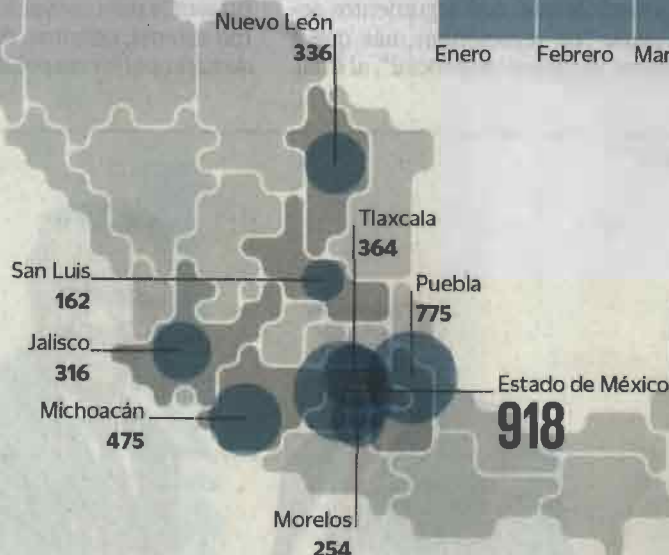 Nuevo León
336
Enero Febrero Mar
Tlaxcala
364
San Luis
162
Puebla
775
Jalisco
316
Estado de México
918
Michoacán
475
Morelos
254